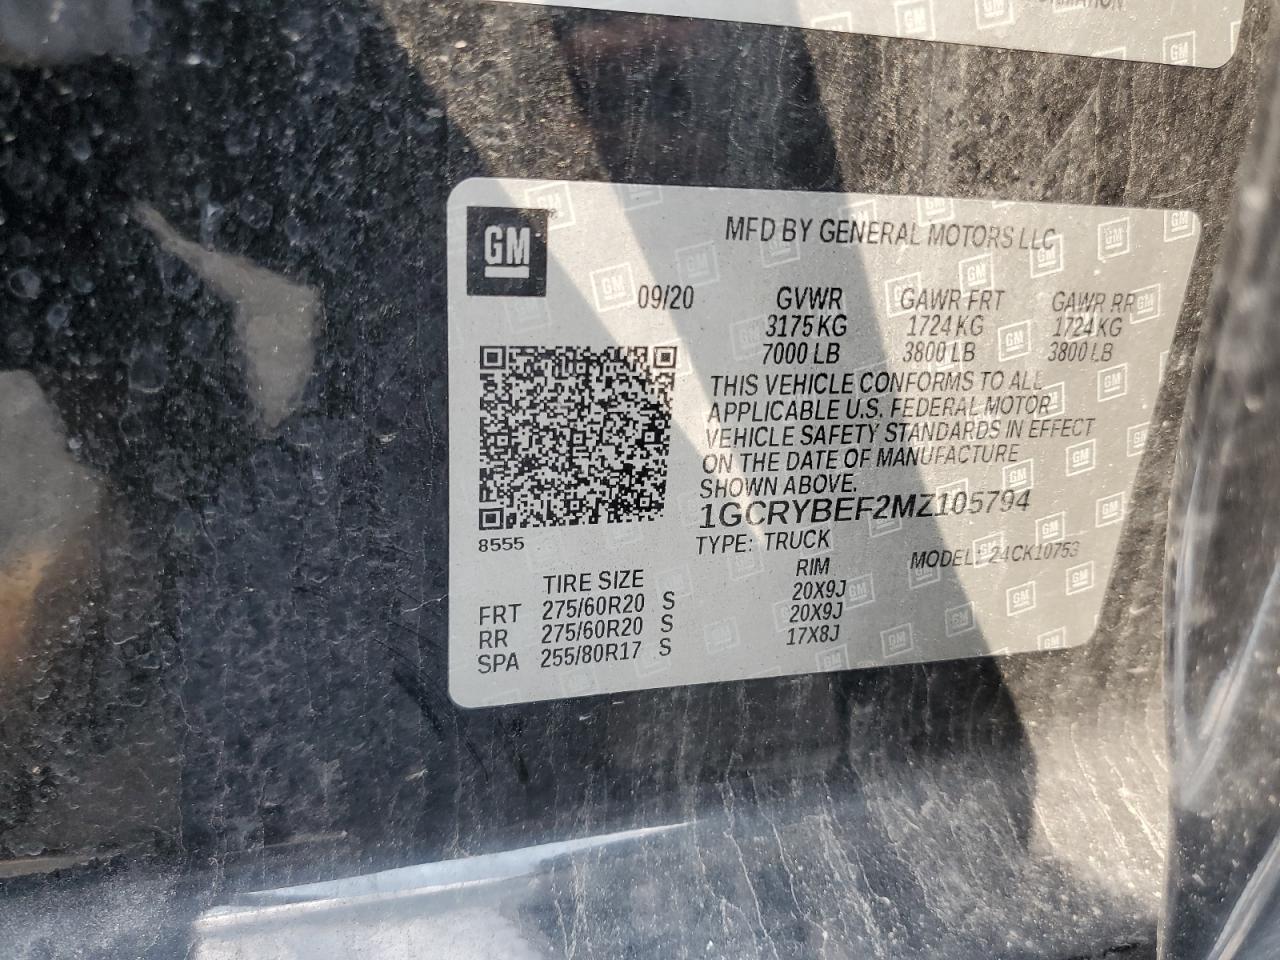 GM
MFD BY GENERAL MOTORS LLC
09/20 GVWR GAWR FRT GAWR RR
3175 KG 1724 KG 1724 KG
7000 LB 3800 LB 3800 LB
THIS VEHICLE CONFORMS TO ALL
APPLICABLE U.S. FEDERAL MOTOR
VEHICLE SAFETY STANDARDS IN EFFECT
ON THE DATE OF MANUFACTURE
SHOWN ABOVE.
1GCRYBEF2MZ105794
8555
TYPE: TRUCK MODEL: 24CK10753
TIRE SIZE RIM
FRT 275/60R20 S 20X9J
RR 275/60R20 S 20X9J
SPA 255/80R17 S 17X8J